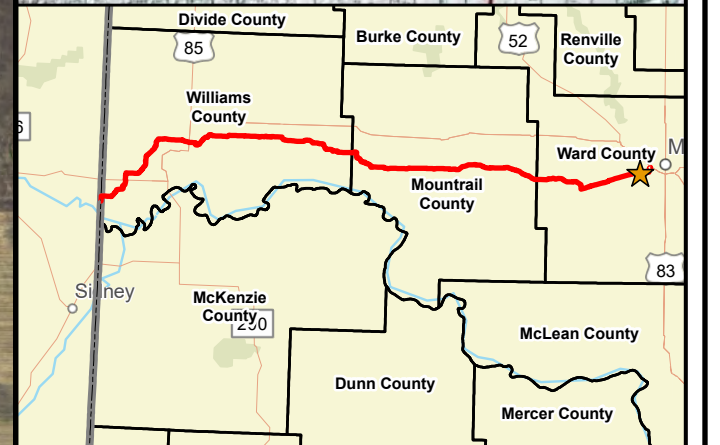 Divide County
Burke County
85
52
Renville
County
Williams
County
6
Ward County
M
Mountrail
County
83
Sidney
McKenzie
County
200
McLean County
Dunn County
Mercer County